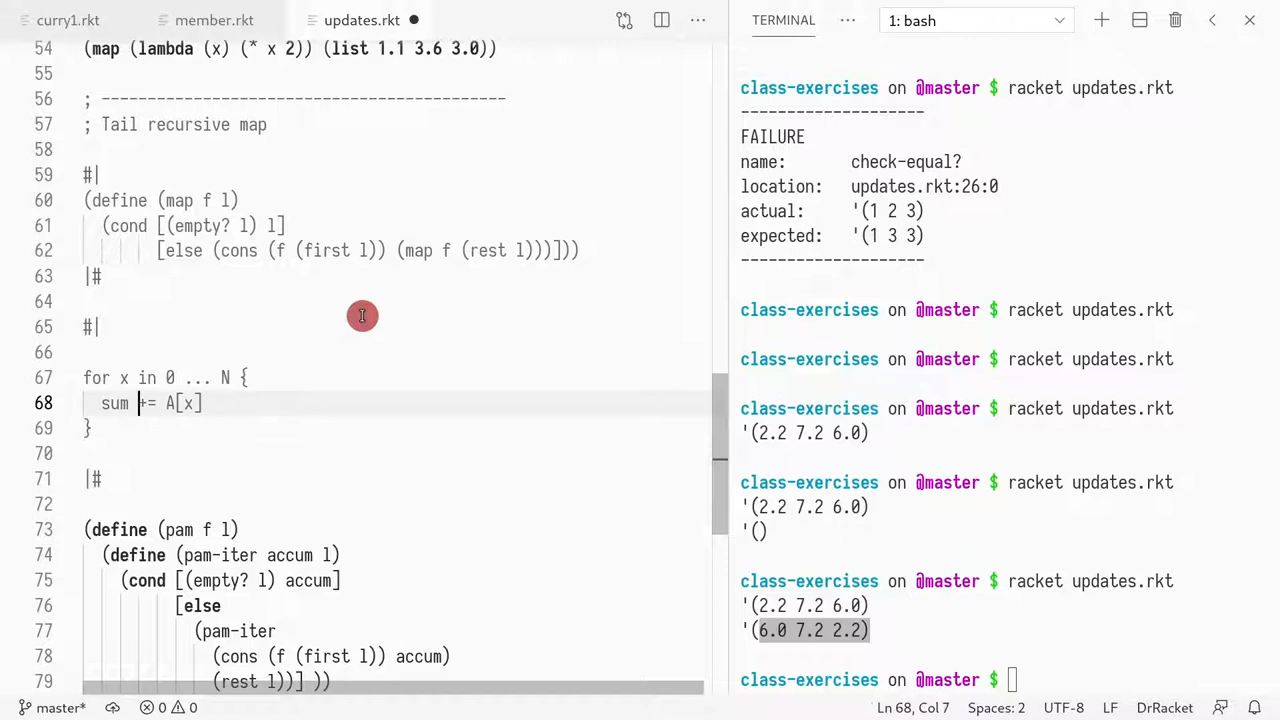 curry1.rkt member.rkt updates.rkt
54 (map (lambda (x) (* x 2)) (list 1.1 3.6 3.0))
55
56 ; --------------------------------------------
57 ; Tail recursive map
58
59 #|
60 (define (map f l)
61 (cond [(empty? l) l]
62 [else (cons (f (first l)) (map f (rest l)))]))
63 |#
64
65 #|
66
67 for x in 0 ... N {
68 sum += A[x]
69 }
70
71 |#
72
73 (define (pam f l)
74 (define (pam-iter accum l)
75 (cond [(empty? l) accum]
76 [else
77 (pam-iter
78 (cons (f (first l)) accum)
79 (rest l))] ))
TERMINAL ... 1: bash
class-exercises on @master $ racket updates.rkt
--------------------
FAILURE
name: check-equal?
location: updates.rkt:26:0
actual: '(1 2 3)
expected: '(1 3 3)
--------------------
class-exercises on @master $ racket updates.rkt
class-exercises on @master $ racket updates.rkt
class-exercises on @master $ racket updates.rkt
'(2.2 7.2 6.0)
class-exercises on @master $ racket updates.rkt
'(2.2 7.2 6.0)
'()
class-exercises on @master $ racket updates.rkt
'(2.2 7.2 6.0)
'(6.0 7.2 2.2)
class-exercises on @master $
master* 0 0 Ln 68, Col 7 Spaces: 2 UTF-8 LF DrRacket